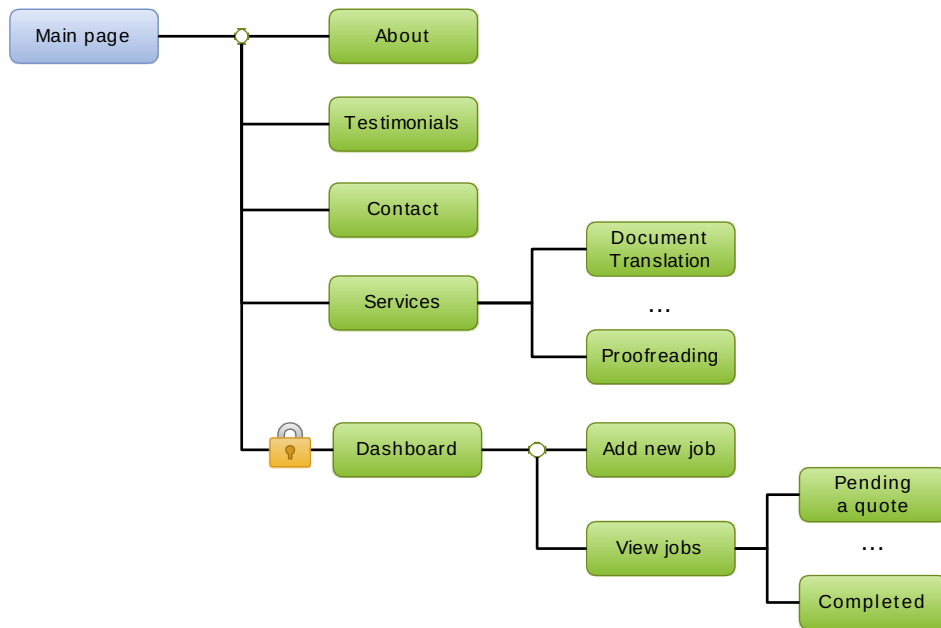 Main page
About
Testimonials
Contact
Services
Document
Translation
...
Proofreading
Dashboard
Add new job
View jobs
Pending
a quote
...
Completed